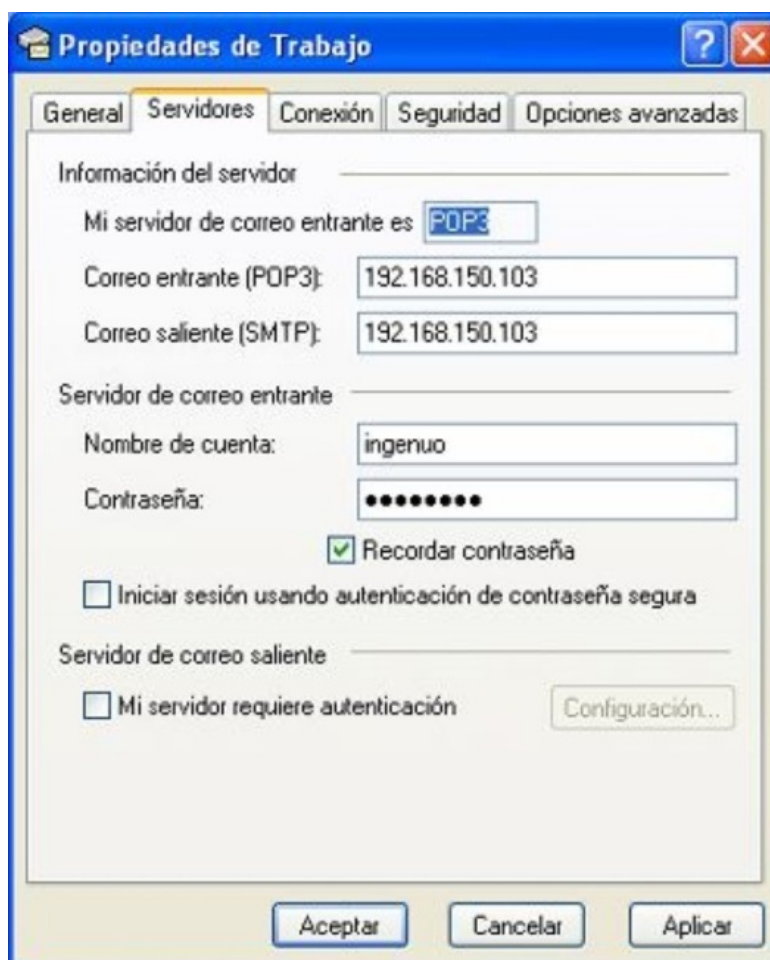 Propiedades de Trabajo
General Servidores Conexión Seguridad Opciones avanzadas
Información del servidor
Mi servidor de correo entrante es POP3
Correo entrante (POP3): 192.168.150.103
Correo saliente (SMTP): 192.168.150.103
Servidor de correo entrante
Nombre de cuenta: ingenuo
Contraseña: ●●●●●●●●
Recordar contraseña
Iniciar sesión usando autenticación de contraseña segura
Servidor de correo saliente
Mi servidor requiere autenticación Configuración...
Aceptar Cancelar Aplicar